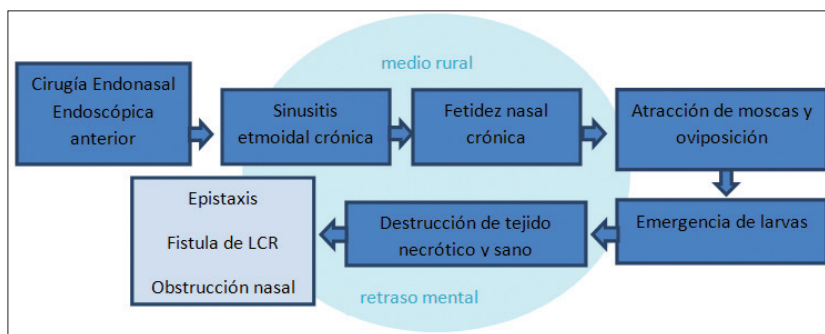 medio rural
Cirugía Endonasal
Endoscópica
anterior
Sinusitis
etmoidal crónica
Fetidez nasal
crónica
Atracción de moscas y
oviposición
Emergencia de larvas
Destrucción de tejido
necrótico y sano
Epistaxis
Fistula de LCR
Obstrucción nasal
retraso mental